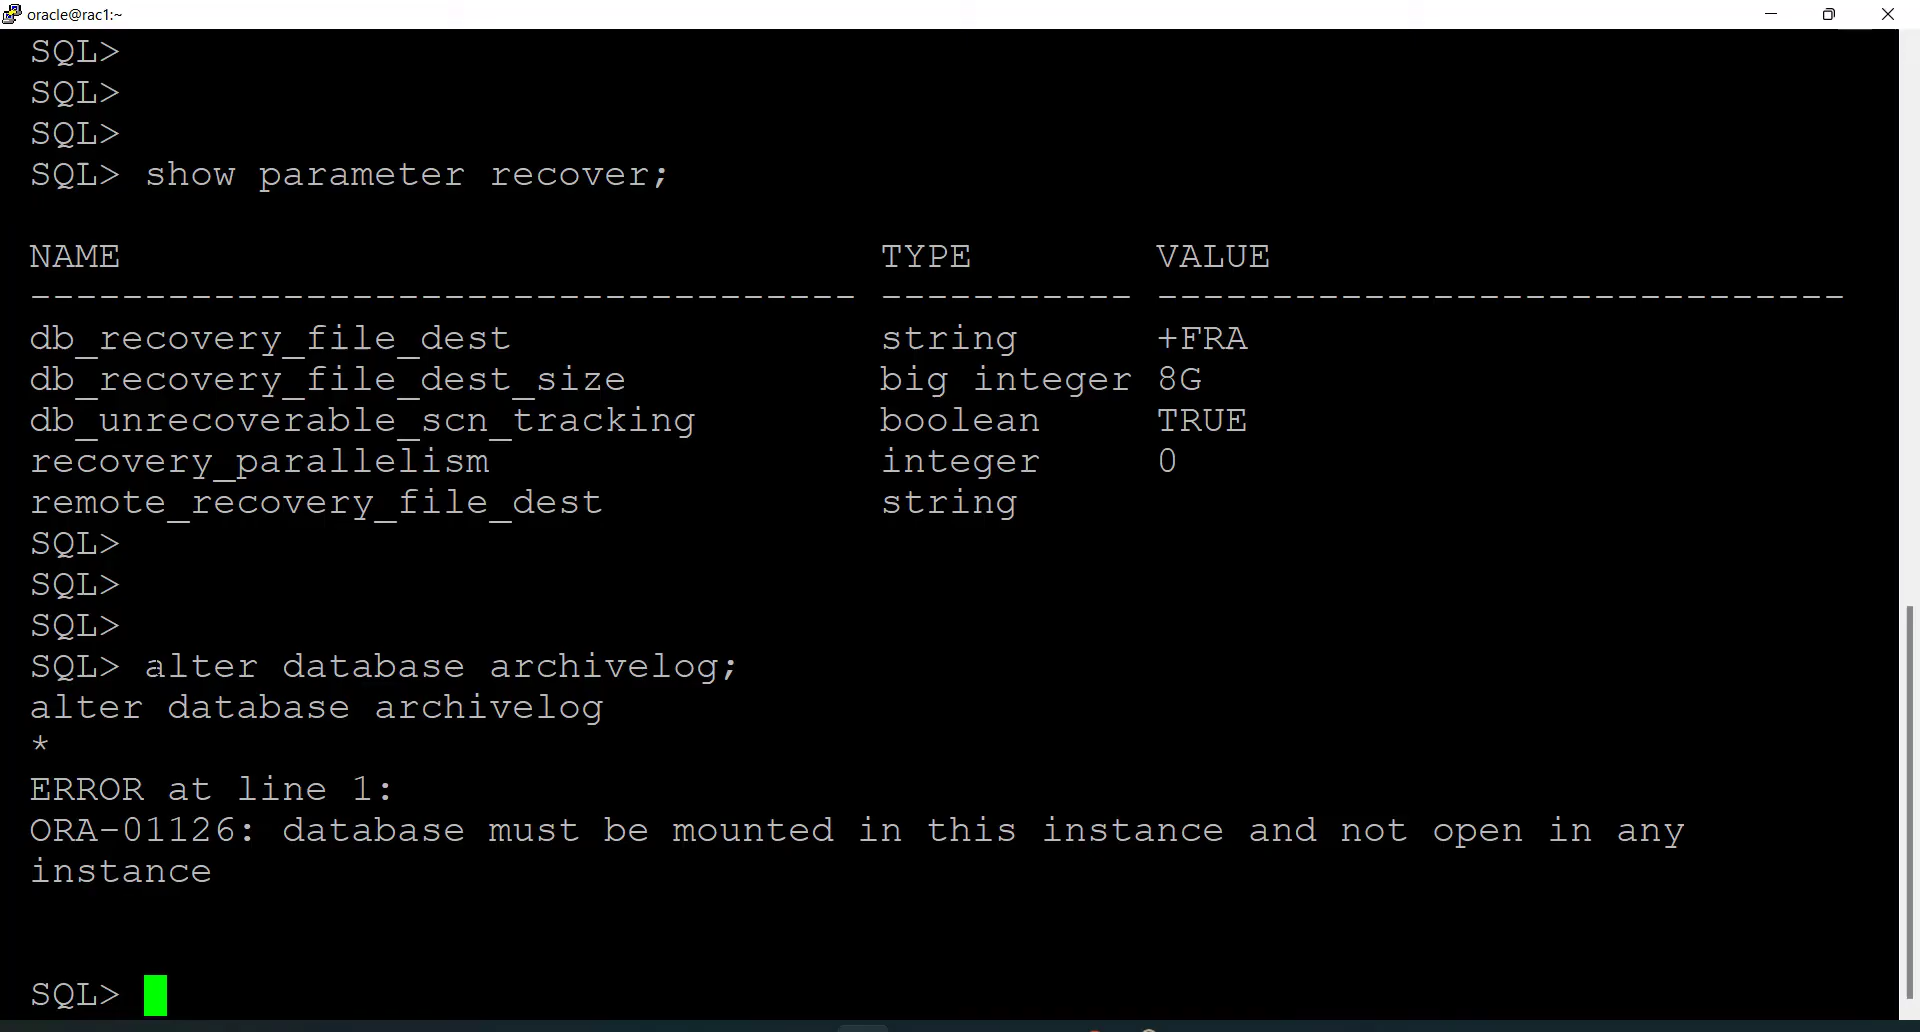 oracle@rac1:~
SQL>
SQL>
SQL>
SQL> show parameter recover;
NAME TYPE VALUE
------------------------------------ ----------- ------------------------------
db_recovery_file_dest string +FRA
db_recovery_file_dest_size big integer 8G
db_unrecoverable_scn_tracking boolean TRUE
recovery_parallelism integer 0
remote_recovery_file_dest string
SQL>
SQL>
SQL>
SQL> alter database archivelog;
alter database archivelog
*
ERROR at line 1:
ORA-01126: database must be mounted in this instance and not open in any
instance
SQL>